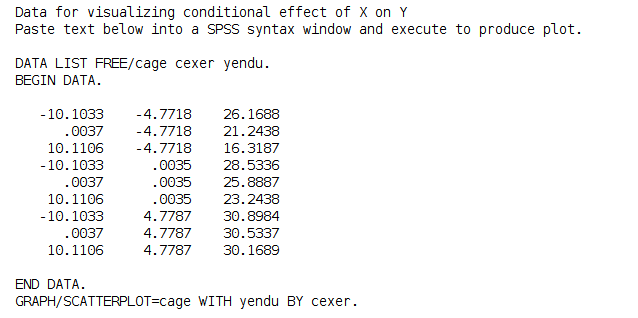 Data for visualizing conditional effect of X on Y
Paste text below into a SPSS syntax window and execute to produce plot.
DATA LIST FREE/cage cexer yendu.
BEGIN DATA.
-10.1033 -4.7718 26.1688
.0037 -4.7718 21.2438
10.1106 -4.7718 16.3187
-10.1033 .0035 28.5336
.0037 .0035 25.8887
10.1106 .0035 23.2438
-10.1033 4.7787 30.8984
.0037 4.7787 30.5337
10.1106 4.7787 30.1689
END DATA.
GRAPH/SCATTERPLOT=cage WITH yendu BY cexer.